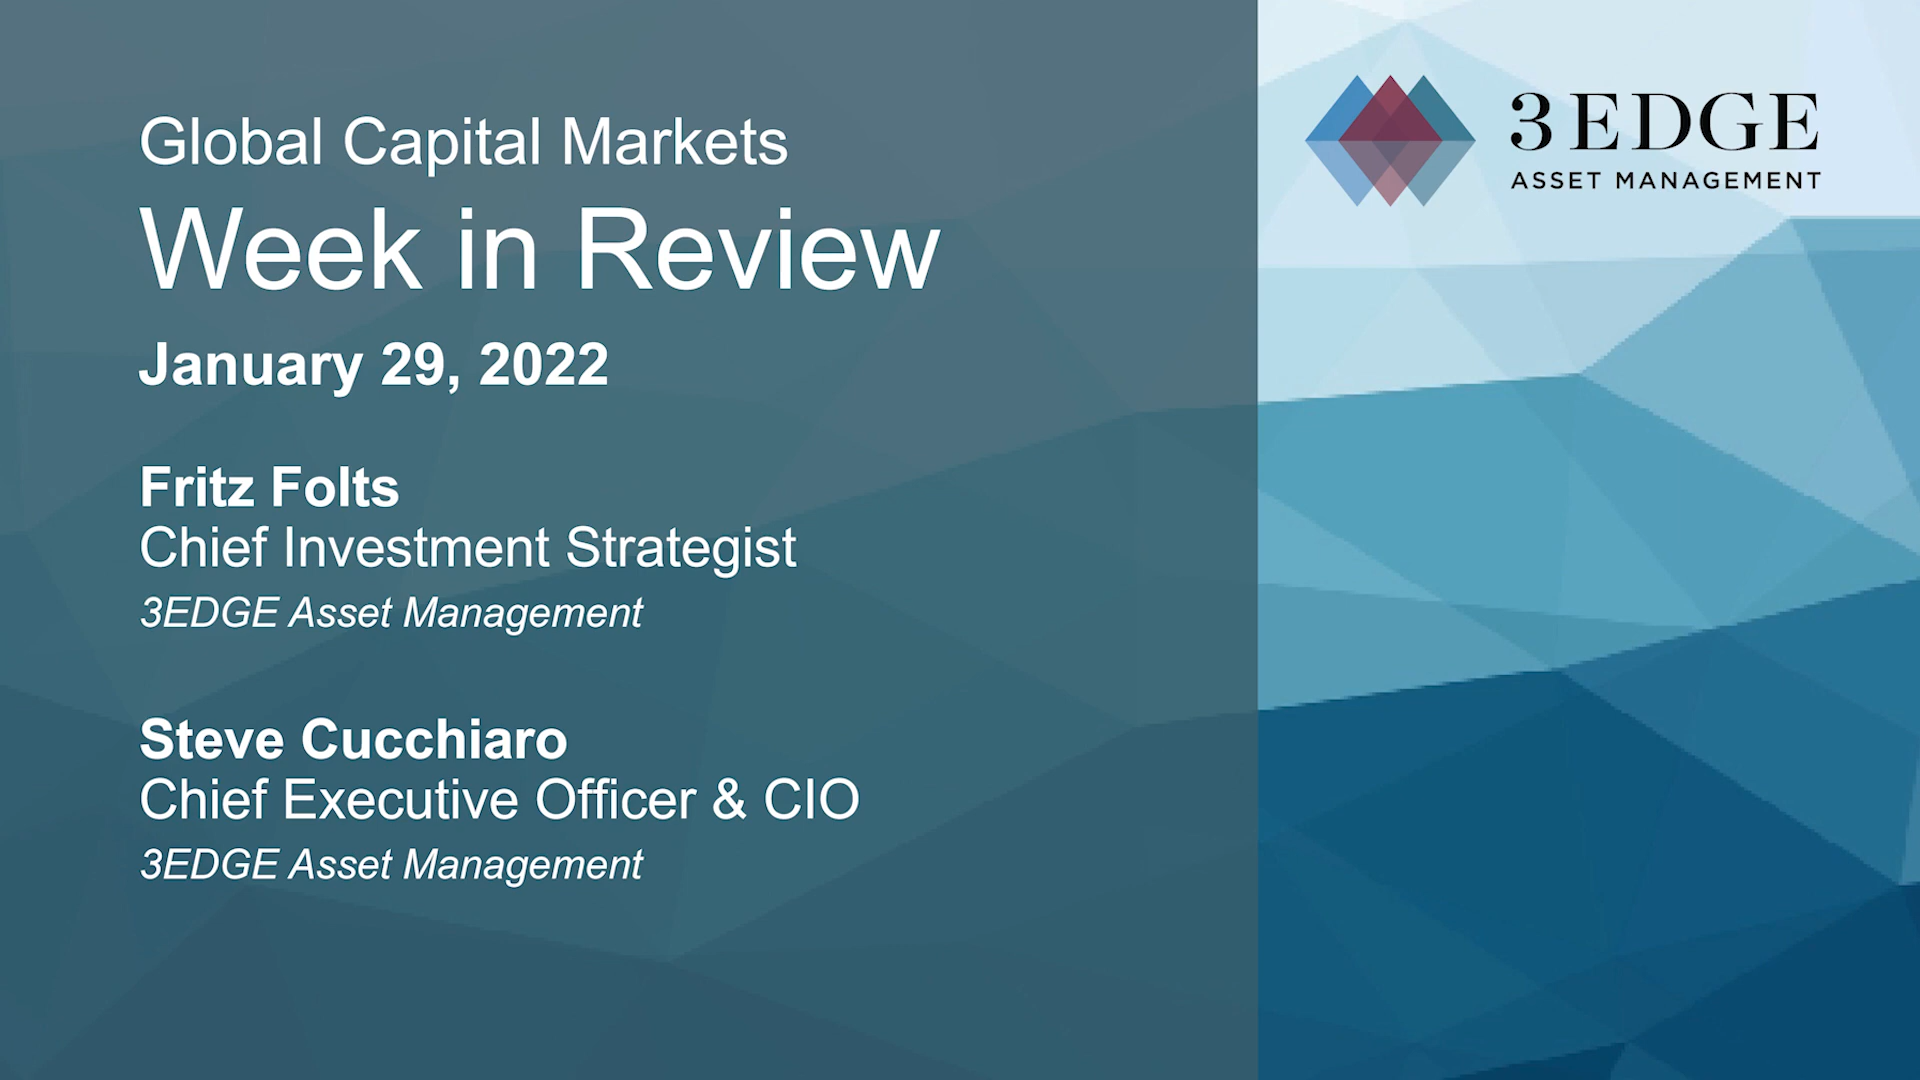 Global Capital Markets
Week in Review
January 29, 2022
Fritz Folts
Chief Investment Strategist
3EDGE Asset Management
Steve Cucchiaro
Chief Executive Officer & CIO
3EDGE Asset Management
3EDGE
ASSET MANAGEMENT